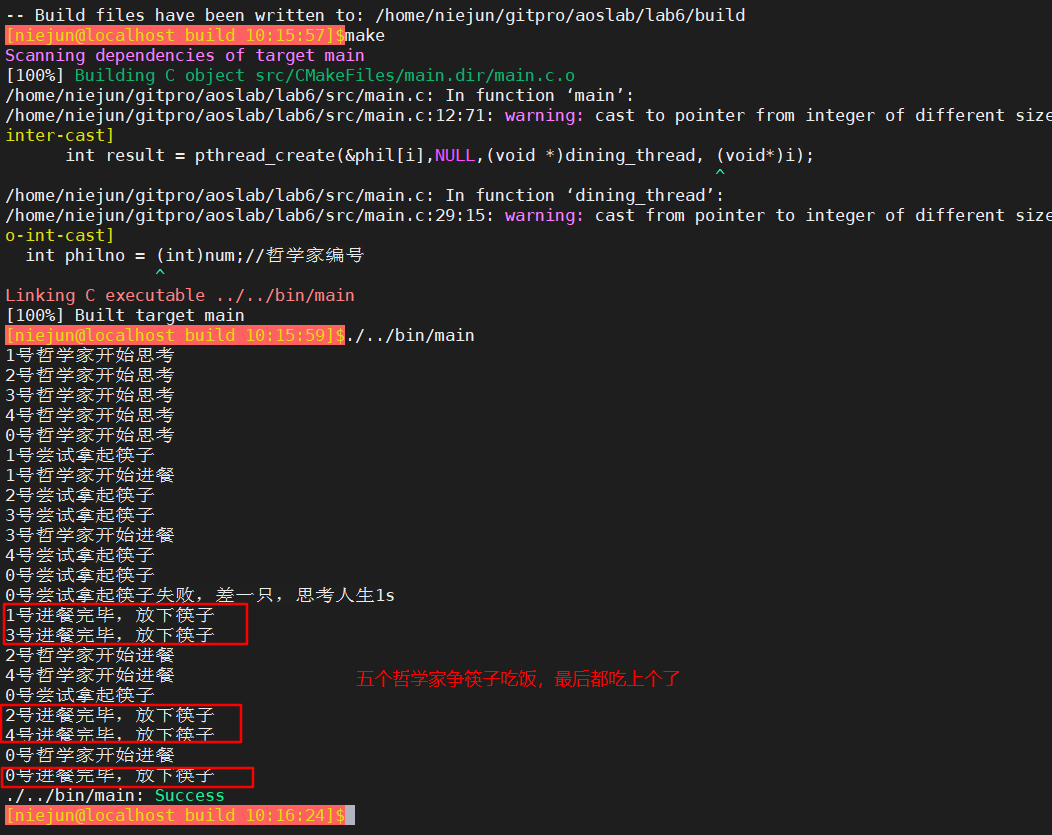 -- Build files have been written to: /home/niejun/gitpro/aoslab/lab6/build
[niejun@localhost build 10:15:57]$make
Scanning dependencies of target main
[100%] Building C object src/CMakeFiles/main.dir/main.c.o
/home/niejun/gitpro/aoslab/lab6/src/main.c: In function ‘main’:
/home/niejun/gitpro/aoslab/lab6/src/main.c:12:71: warning: cast to pointer from integer of different size
inter-cast]
int result = pthread_create(&phil[i],NULL,(void *)dining_thread, (void*)i);
^
/home/niejun/gitpro/aoslab/lab6/src/main.c: In function ‘dining_thread’:
/home/niejun/gitpro/aoslab/lab6/src/main.c:29:15: warning: cast from pointer to integer of different size
o-int-cast]
int philno = (int)num;//哲学家编号
^
Linking C executable ../../bin/main
[100%] Built target main
[niejun@localhost build 10:15:59]$./../bin/main
1号哲学家开始思考
2号哲学家开始思考
3号哲学家开始思考
4号哲学家开始思考
0号哲学家开始思考
1号尝试拿起筷子
1号哲学家开始进餐
2号尝试拿起筷子
3号尝试拿起筷子
3号哲学家开始进餐
4号尝试拿起筷子
0号尝试拿起筷子
0号尝试拿起筷子失败，差一只，思考人生1s
1号进餐完毕，放下筷子
3号进餐完毕，放下筷子
2号哲学家开始进餐
4号哲学家开始进餐
五个哲学家争筷子吃饭，最后都吃上个了
0号尝试拿起筷子
2号进餐完毕，放下筷子
4号进餐完毕，放下筷子
0号哲学家开始进餐
0号进餐完毕，放下筷子
./../bin/main: Success
[niejun@localhost build 10:16:24]$